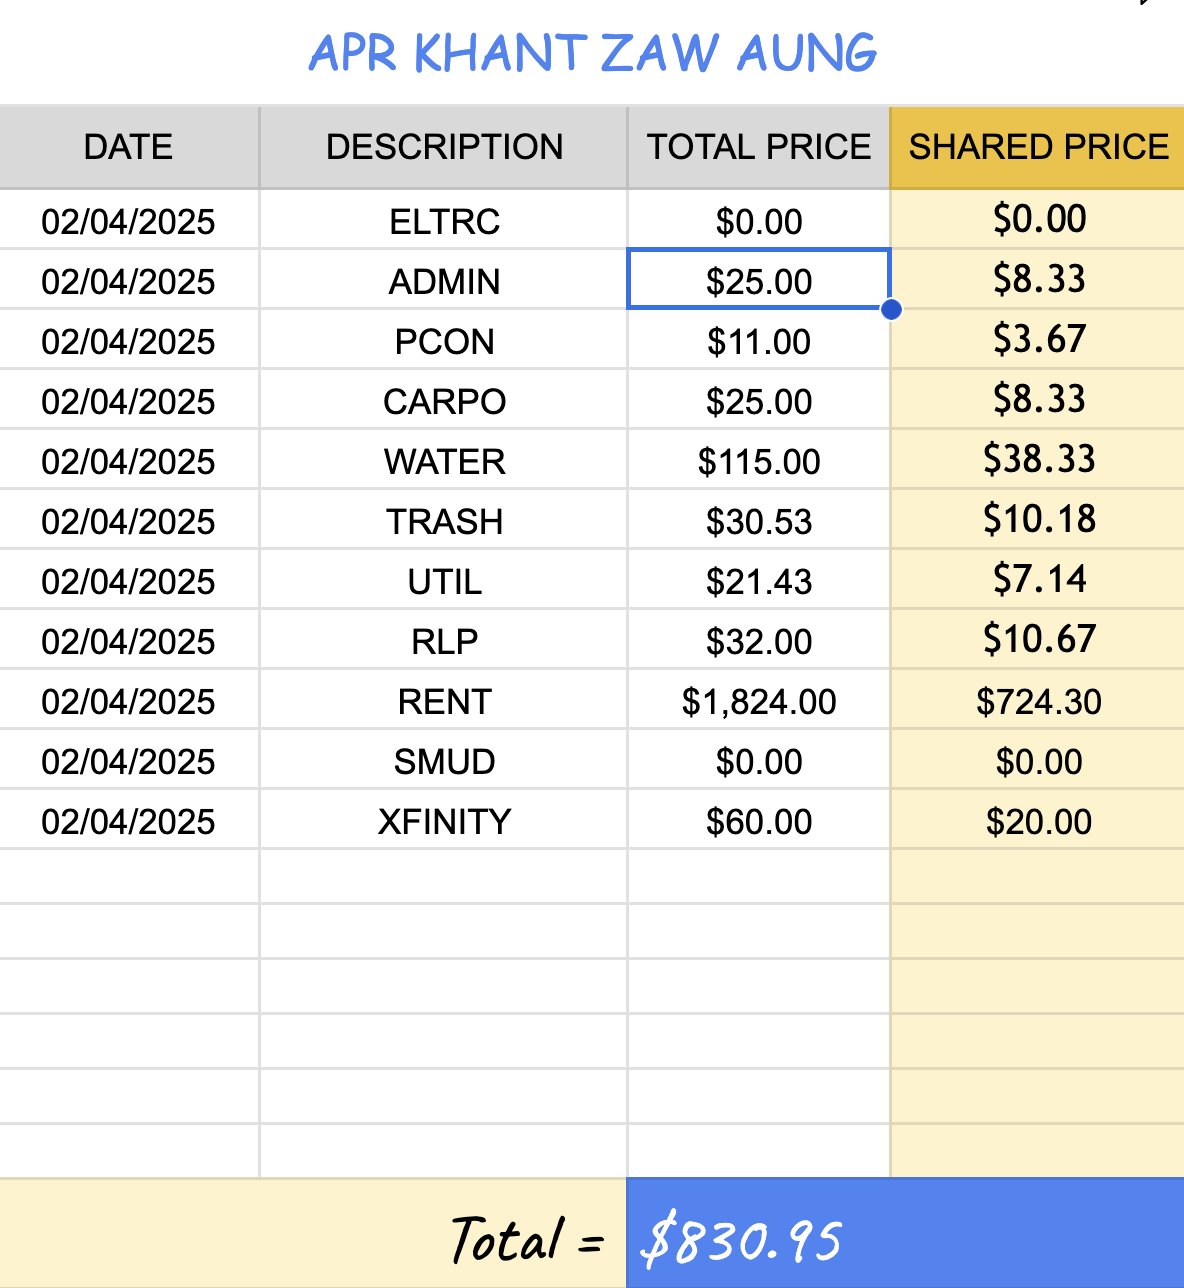 APR KHANT ZAW AUNG
DATE DESCRIPTION TOTAL PRICE SHARED PRICE
02/04/2025 ELTRC $0.00 $0.00
02/04/2025 ADMIN $25.00 $8.33
02/04/2025 PCON $11.00 $3.67
02/04/2025 CARPO $25.00 $8.33
02/04/2025 WATER $115.00 $38.33
02/04/2025 TRASH $30.53 $10.18
02/04/2025 UTIL $21.43 $7.14
02/04/2025 RLP $32.00 $10.67
02/04/2025 RENT $1,824.00 $724.30
02/04/2025 SMUD $0.00 $0.00
02/04/2025 XFINITY $60.00 $20.00
Total = $830.95